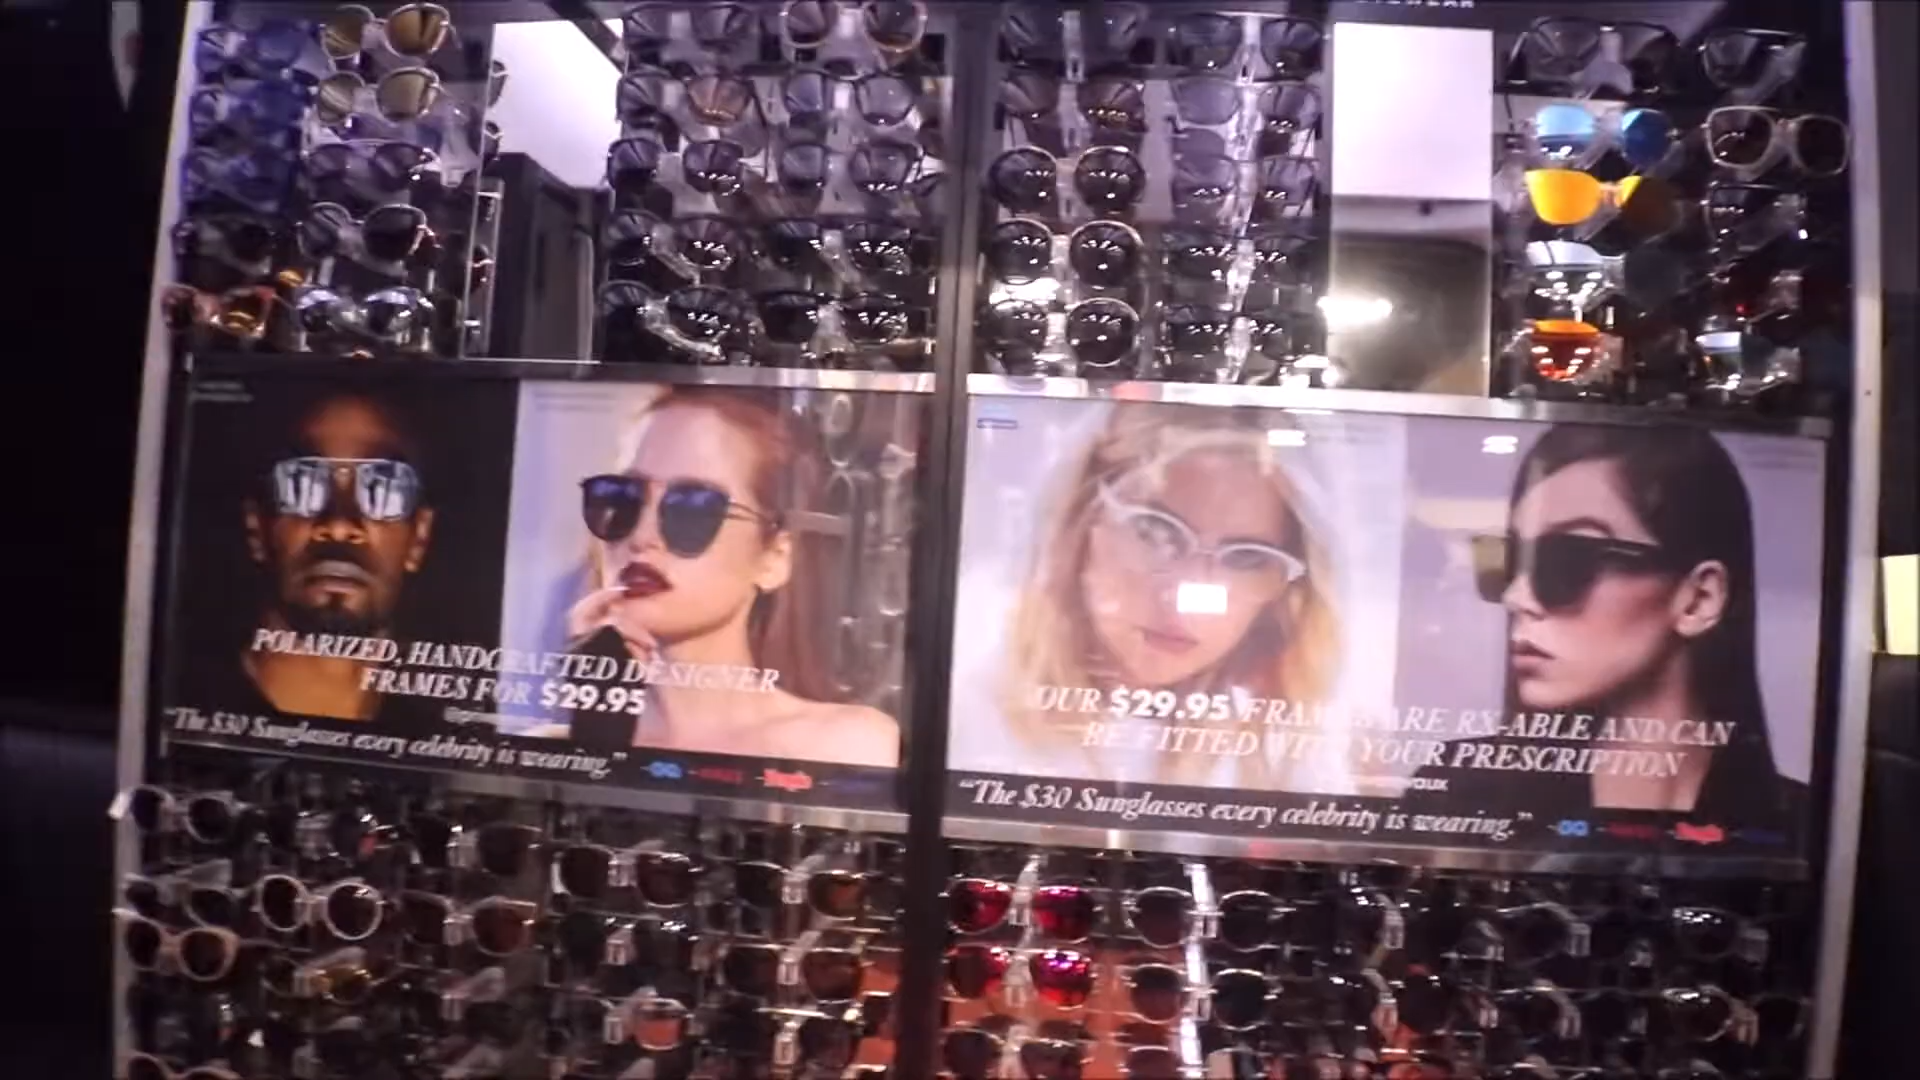 POLARIZED, HANDCRAFTED DESIGNER
FRAMES FOR $29.95
"The $30 Sunglasses every celebrity is wearing."
OUR $29.95 FRAMES ARE RX-ABLE AND CAN
BE FITTED WITH YOUR PRESCRIPTION
"The $30 Sunglasses every celebrity is wearing."
GQ